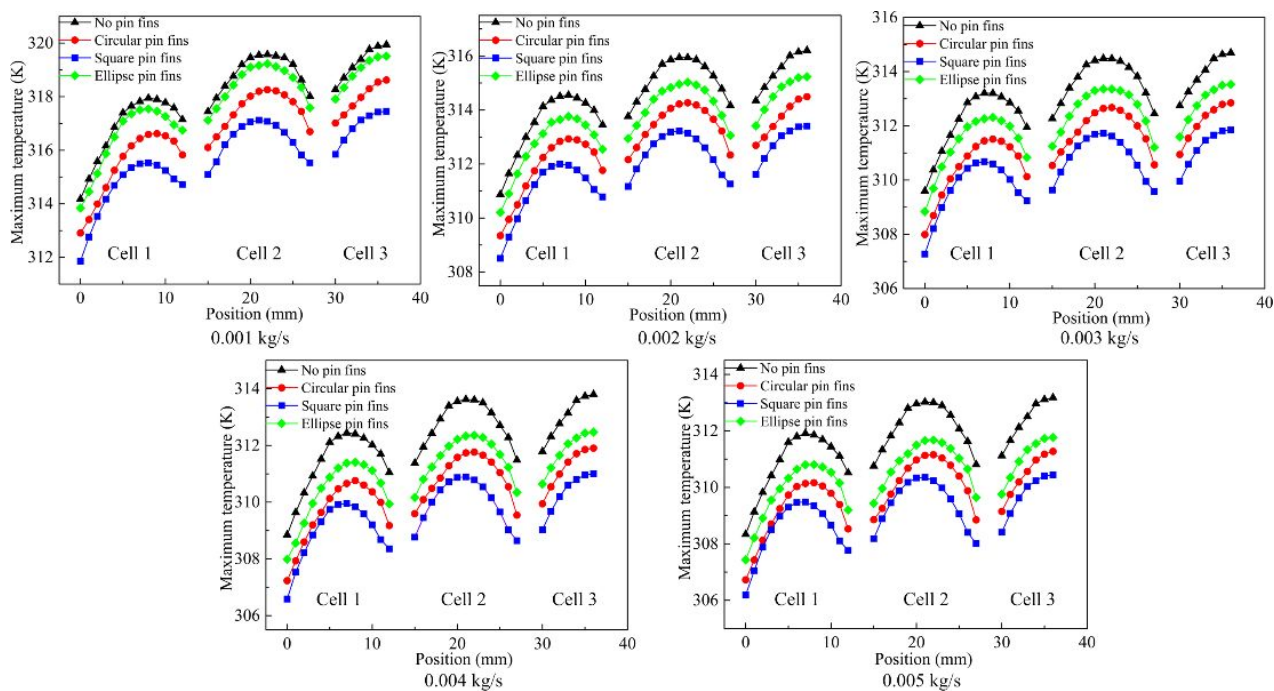 No pin fins
Circular pin fins
Square pin fins
Ellipse pin fins
320
318
316
314
312
Maximum temperature (K)
Cell 1
Cell 2
Cell 3
0
10
20
30
40
Position (mm)
0.001 kg/s
No pin fins
Circular pin fins
Square pin fins
Ellipse pin fins
316
314
312
310
308
Maximum temperature (K)
Cell 1
Cell 2
Cell 3
0
10
20
30
40
Position (mm)
0.002 kg/s
No pin fins
Circular pin fins
Square pin fins
Ellipse pin fins
316
314
312
310
308
306
Maximum temperature (K)
Cell 1
Cell 2
Cell 3
0
10
20
30
40
Position (mm)
0.003 kg/s
No pin fins
Circular pin fins
Square pin fins
Ellipse pin fins
314
312
310
308
306
Maximum temperature (K)
Cell 1
Cell 2
Cell 3
0
10
20
30
40
Position (mm)
0.004 kg/s
No pin fins
Circular pin fins
Square pin fins
Ellipse pin fins
314
312
310
308
306
Maximum temperature (K)
Cell 1
Cell 2
Cell 3
0
10
20
30
40
Position (mm)
0.005 kg/s